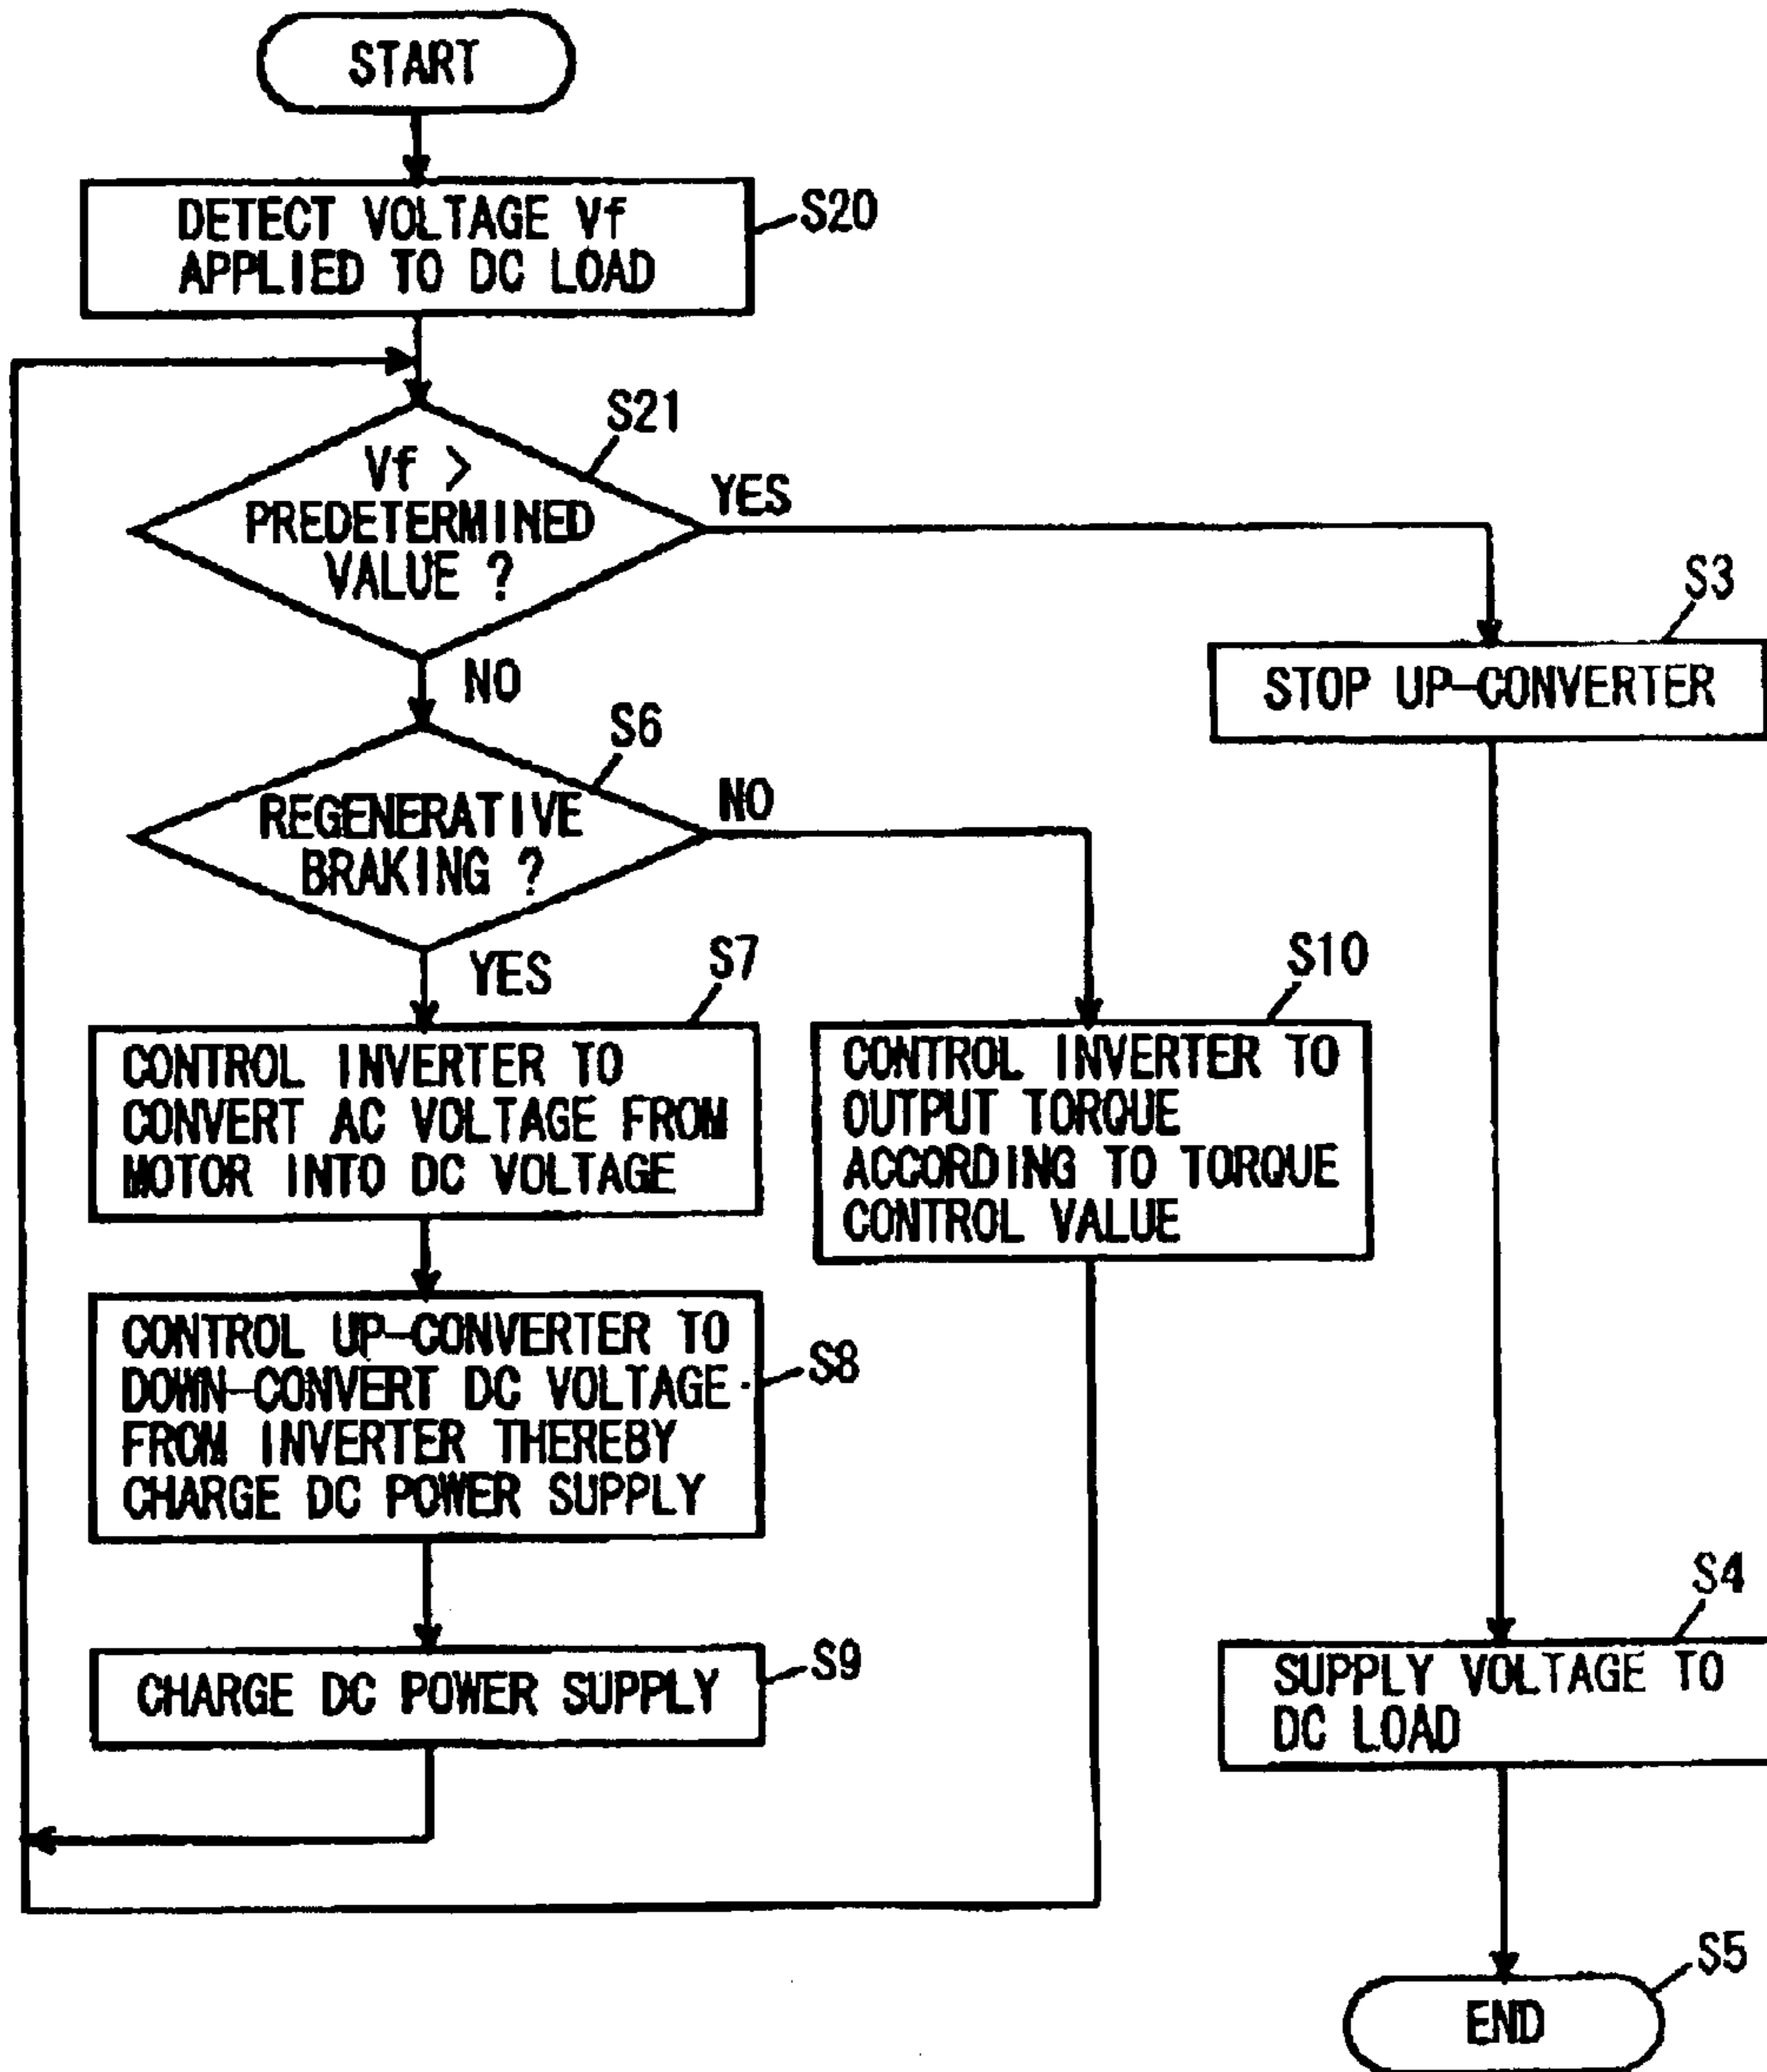 START
DETECT VOLTAGE Vf
APPLIED TO DC LOAD
S20
Vf >
PREDETERMINED
VALUE ?
S21
YES
NO
S3
STOP UP-CONVERTER
REGENERATIVE
BRAKING ?
S6
NO
YES
S7
CONTROL INVERTER TO
CONVERT AC VOLTAGE FROM
MOTOR INTO DC VOLTAGE
S10
CONTROL INVERTER TO
OUTPUT TORQUE
ACCORDING TO TORQUE
CONTROL VALUE
CONTROL UP-CONVERTER TO
DOWN-CONVERT DC VOLTAGE
FROM INVERTER THEREBY
CHARGE DC POWER SUPPLY
S8
CHARGE DC POWER SUPPLY
S9
S4
SUPPLY VOLTAGE TO
DC LOAD
S5
END